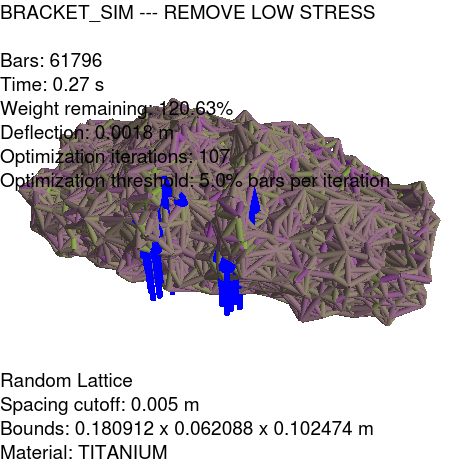 BRACKET_SIM --- REMOVE LOW STRESS
Bars: 61796
Time: 0.27 s
Weight remaining: 120.63%
Deflection: 0.0018 m
Optimization iterations: 107
Optimization threshold: 5.0% bars per iteration
Random Lattice
Spacing cutoff: 0.005 m
Bounds: 0.180912 x 0.062088 x 0.102474 m
Material: TITANIUM